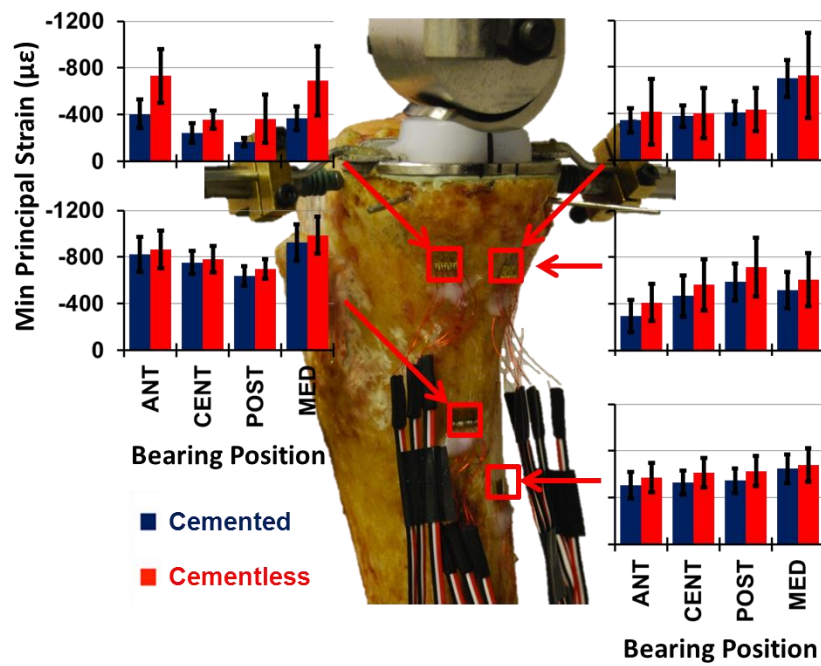 Min Principal Strain (με)
-1200
-800
-400
0
-1200
-800
-400
0
ANT
CENT
POST
MED
Bearing Position
Cemented
Cementless
ANT
CENT
POST
MED
Bearing Position